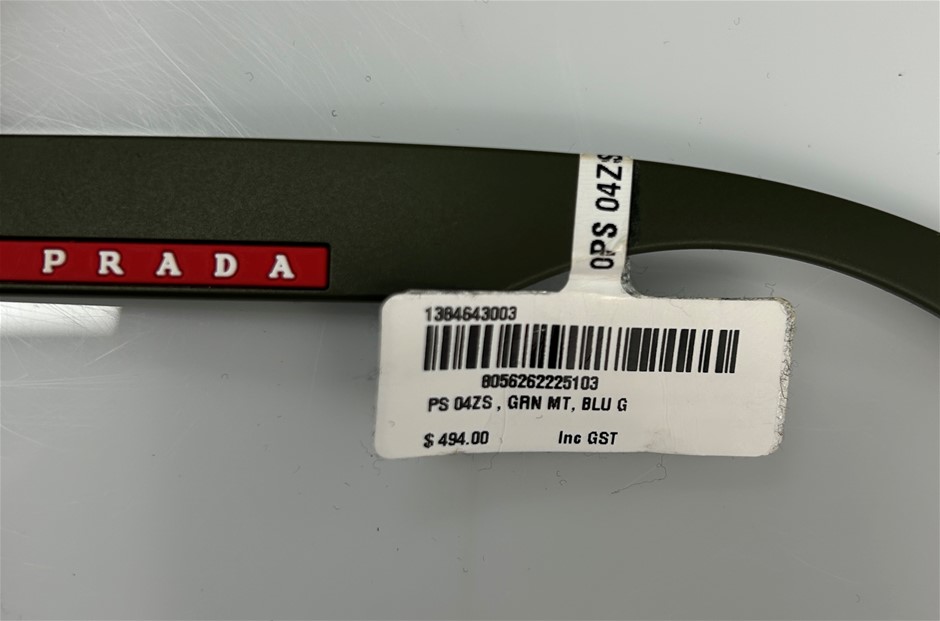 PRADA
0PS 04ZS
1384643003
8056262225103
PS 04ZS , GRN MT, BLU G
$ 494.00 Inc GST